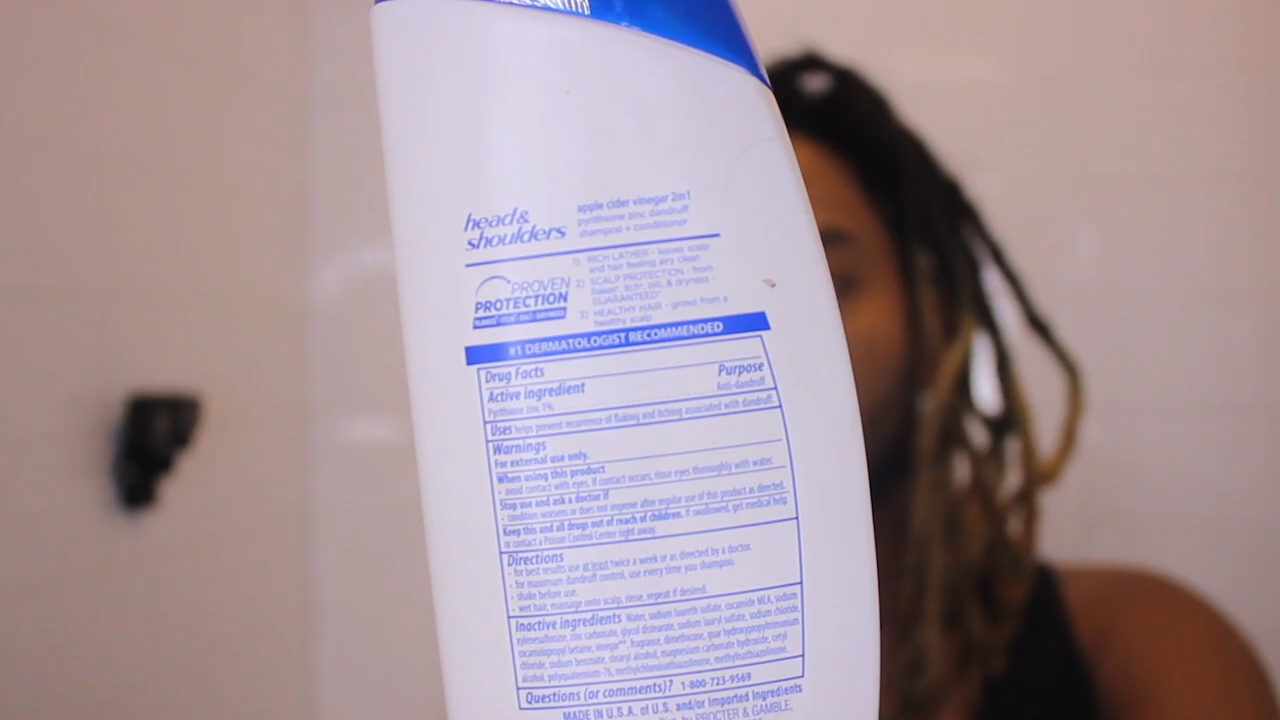 head&
shoulders
apple cider vinegar 2in1
pyrithione zinc dandruff
shampoo + conditioner
PROVEN
PROTECTION
FLAKES* • ITCH* • OIL* • DRYNESS*
1) RICH LATHER - leaves scalp
and hair feeling airy clean
2) SCALP PROTECTION - from
flakes*, itch*, oil, & dryness -
GUARANTEED**
3) HEALTHY HAIR - grows from a
healthy scalp
#1 DERMATOLOGIST RECOMMENDED
Drug Facts
Active ingredient Purpose
Pyrithione zinc 1% Anti-dandruff
Uses helps prevent recurrence of flaking and itching associated with dandruff.
Warnings
For external use only.
When using this product
• avoid contact with eyes. If contact occurs, rinse eyes thoroughly with water.
Stop use and ask a doctor if
• condition worsens or does not improve after regular use of this product as directed.
Keep this and all drugs out of reach of children. If swallowed, get medical help
or contact a Poison Control Center right away.
Directions
• for best results use at least twice a week or as directed by a doctor.
• for maximum dandruff control, use every time you shampoo.
• shake before use.
• wet hair, massage onto scalp, rinse, repeat if desired.
Inactive ingredients Water, sodium laureth sulfate, cocamide MEA, sodium
xylenesulfonate, zinc carbonate, glycol distearate, sodium lauryl sulfate, sodium chloride,
cocamidopropyl betaine, vinegar***, fragrance, dimethicone, guar hydroxypropyltrimonium
chloride, sodium benzoate, stearyl alcohol, magnesium carbonate hydroxide, cetyl
alcohol, polyquaternium-76, methylchloroisothiazolinone, methylisothiazolinone.
Questions (or comments)? 1-800-723-9569
MADE IN U.S.A. of U.S. and/or Imported Ingredients
by PROCTER & GAMBLE,